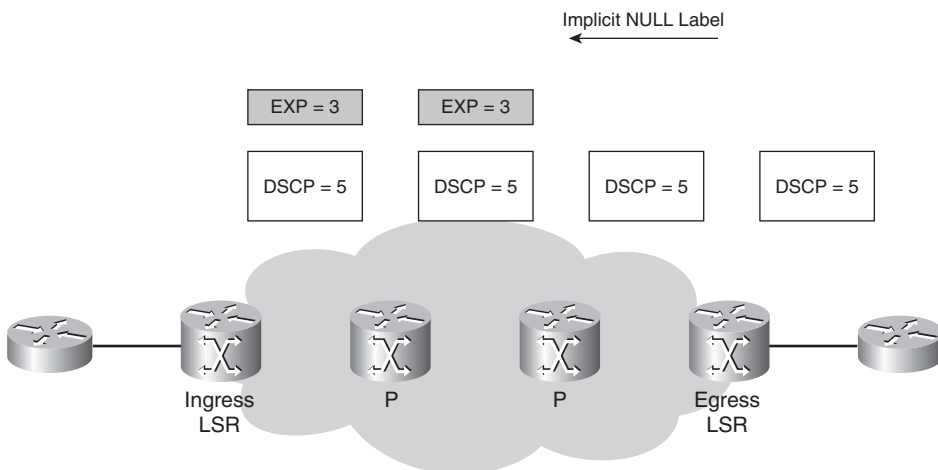 Implicit NULL Label
EXP = 3
EXP = 3
DSCP = 5
DSCP = 5
DSCP = 5
DSCP = 5
Ingress
LSR
P
P
Egress
LSR